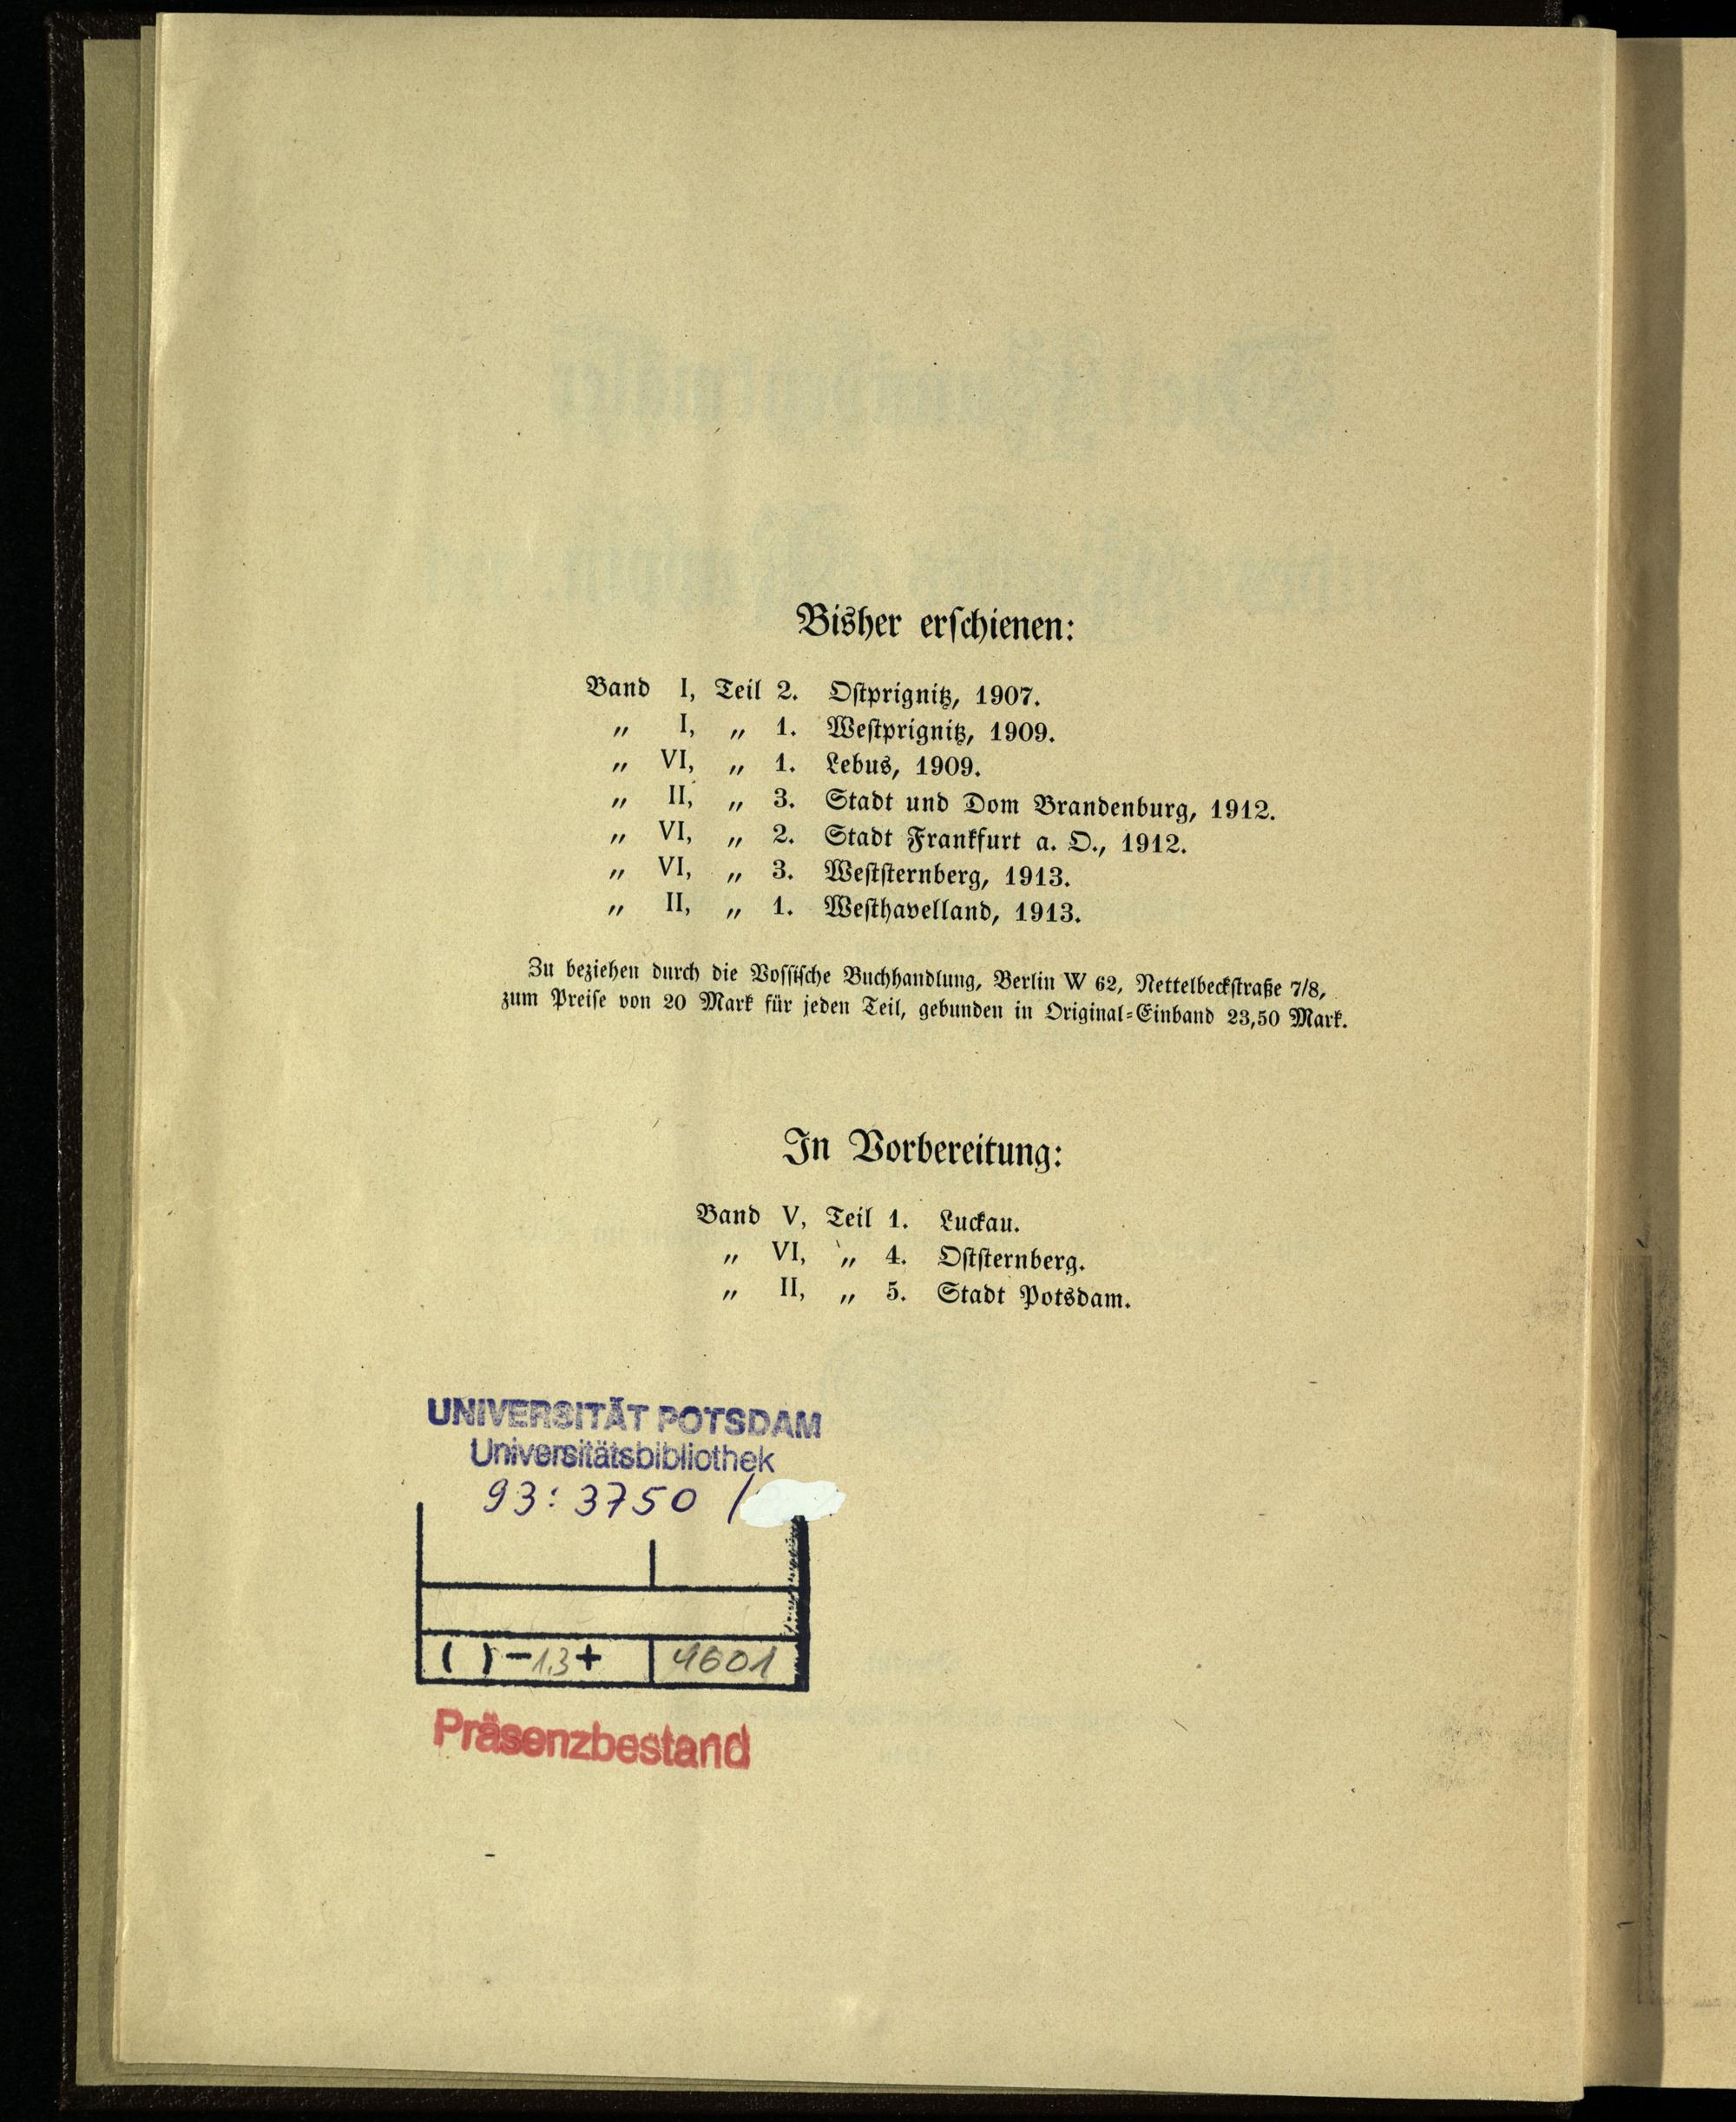 Bisher erschienen:
Band I, Teil 2. Ostprignitz, 1907.
„ I, „ 1. Westprignitz, 1909.
„ VI, „ 1. Lebus, 1909.
„ II, „ 3. Stadt und Dom Brandenburg, 1912.
„ VI, „ 2. Stadt Frankfurt a. O., 1912.
„ VI, „ 3. Weststernberg, 1913.
„ II, „ 1. Westhavelland, 1913.
Zu beziehen durch die Vossische Buchhandlung, Berlin W 62, Nettelbeckstraße 7/8,
zum Preise von 20 Mark für jeden Teil, gebunden in Original-Einband 23,50 Mark.
In Vorbereitung:
Band V, Teil 1. Luckau.
„ VI, „ 4. Oststernberg.
„ II, „ 5. Stadt Potsdam.
UNIVERSITÄT POTSDAM
Universitätsbibliothek
93: 3750 /
( ) - 1,3 + 4601
Präsenzbestand